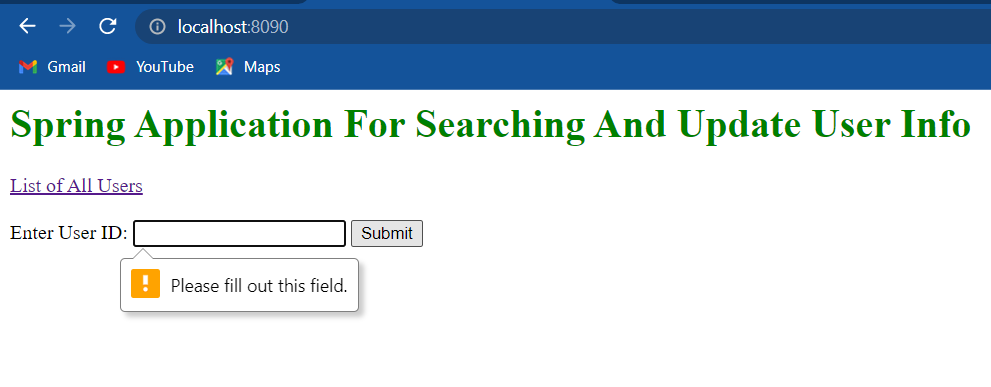 localhost:8090
Gmail YouTube Maps
Spring Application For Searching And Update User Info
List of All Users
Enter User ID: Submit
Please fill out this field.